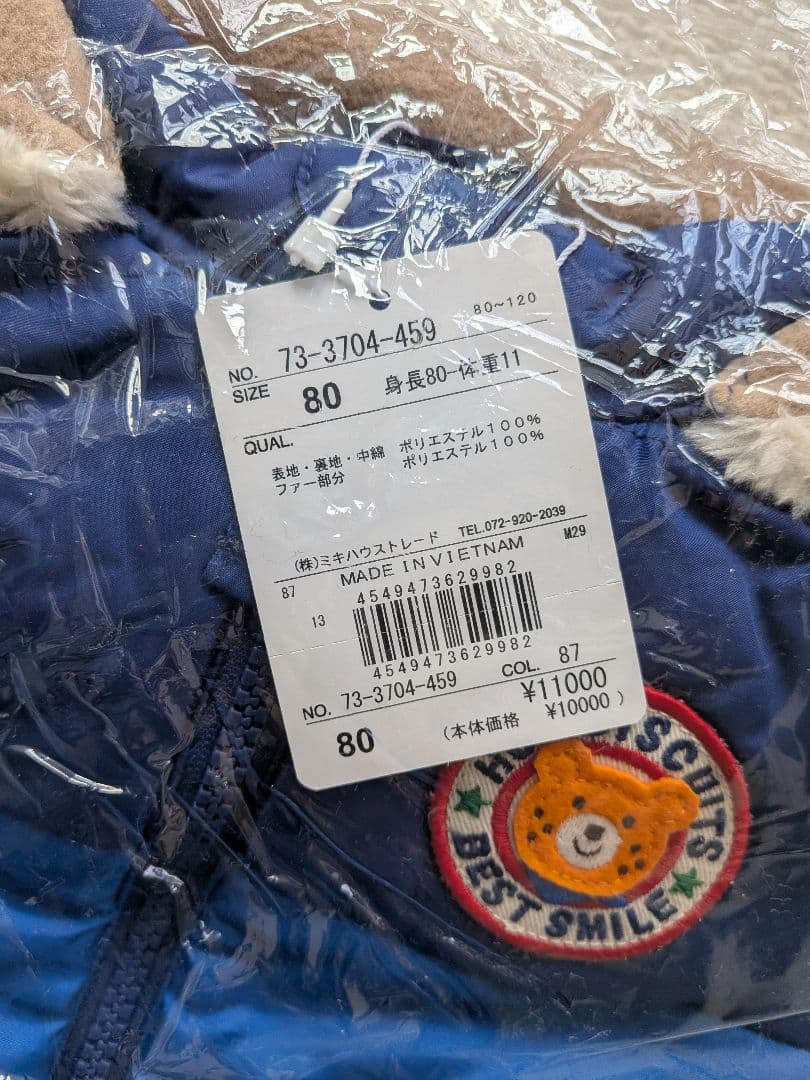 80~120
NO. 73-3704-459
SIZE 80 身長80-体重11
QUAL.
表地・裏地・中綿 ポリエステル100%
ファー部分 ポリエステル100%
(株)ミキハウストレード TEL.072-920-2039
MADE IN VIETNAM M29
87
4549473629982
13
4549473629982
NO. 73-3704-459 COL. 87
¥11000
80 (本体価格 ¥10000)
BEST SMILE